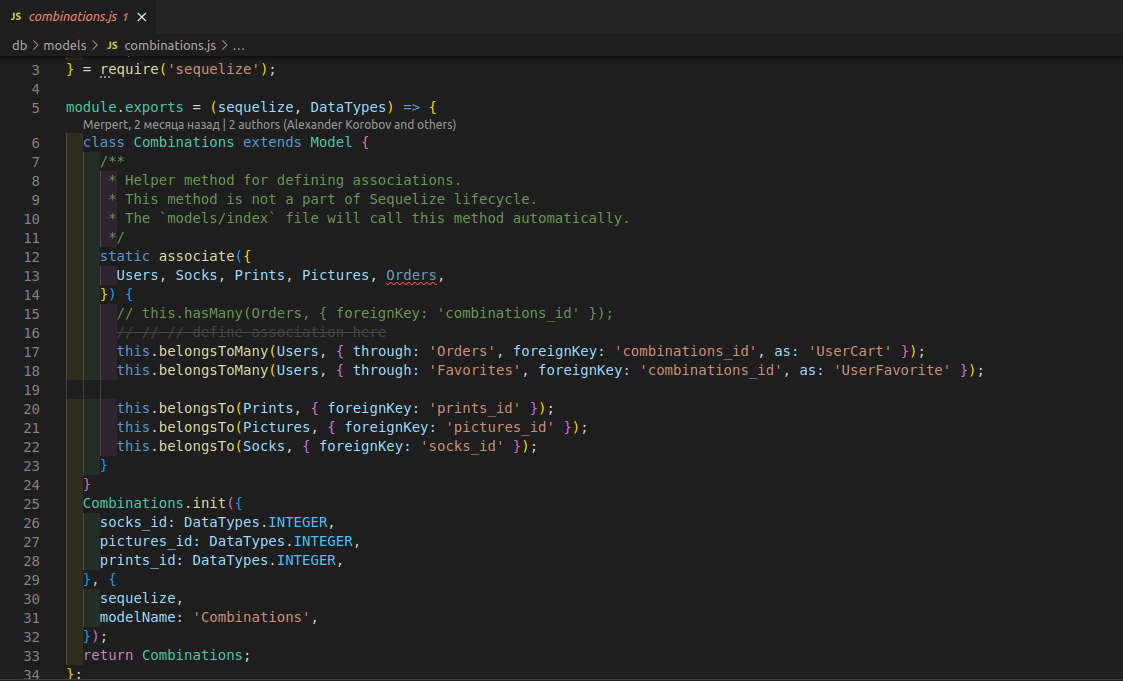 JS combinations.js 1 ×
db > models > JS combinations.js > ...
3 } = require('sequelize');
4
5 module.exports = (sequelize, DataTypes) => {
Merpert, 2 месяца назад | 2 authors (Alexander Korobov and others)
6 class Combinations extends Model {
7 /**
8 * Helper method for defining associations.
9 * This method is not a part of Sequelize lifecycle.
10 * The `models/index` file will call this method automatically.
11 */
12 static associate({
13 Users, Socks, Prints, Pictures, Orders,
14 }) {
15 // this.hasMany(Orders, { foreignKey: 'combinations_id' });
16 // // // define association here
17 this.belongsToMany(Users, { through: 'Orders', foreignKey: 'combinations_id', as: 'UserCart' });
18 this.belongsToMany(Users, { through: 'Favorites', foreignKey: 'combinations_id', as: 'UserFavorite' });
19
20 this.belongsTo(Prints, { foreignKey: 'prints_id' });
21 this.belongsTo(Pictures, { foreignKey: 'pictures_id' });
22 this.belongsTo(Socks, { foreignKey: 'socks_id' });
23 }
24 }
25 Combinations.init({
26 socks_id: DataTypes.INTEGER,
27 pictures_id: DataTypes.INTEGER,
28 prints_id: DataTypes.INTEGER,
29 }, {
30 sequelize,
31 modelName: 'Combinations',
32 });
33 return Combinations;
34 };